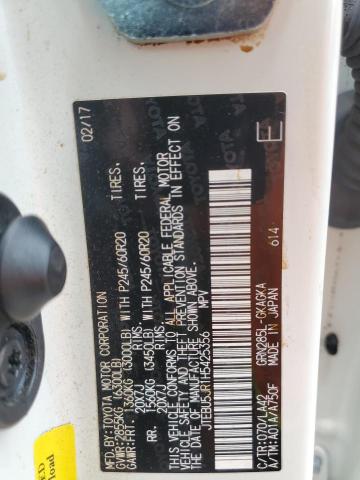 MFD.BY:TOYOTA MOTOR CORPORATION 02/17
GVWR:2855KG (6300LB)
GAWR:FRT. 1360KG (3000LB) WITH P245/60R20 TIRES,
20X7J RIMS,
RR. 1560KG (3450LB) WITH P245/60R20 TIRES,
20X7J RIMS,
THIS VEHICLE CONFORMS TO ALL APPLICABLE FEDERAL MOTOR
VEHICLE SAFETY AND THEFT PREVENTION STANDARDS IN EFFECT ON
THE DATE OF MANUFACTURE SHOWN ABOVE.
JTEBU5JR1H5425356 MPV
E
C/TR:070/LA42 GRN285L-GKAGKA
A/TM:A01A/A750F MADE IN JAPAN
614
load